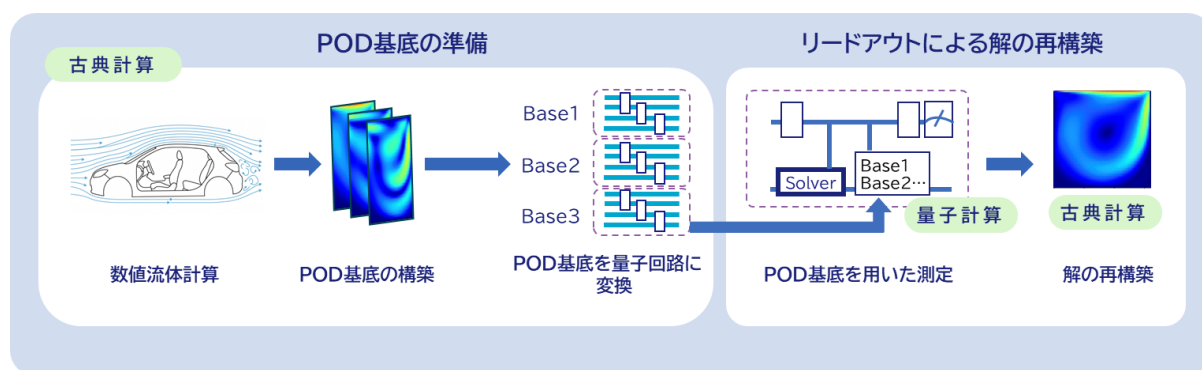 POD基底の準備
古典計算
数値流体計算
POD基底の構築
Base1
Base2
Base3
POD基底を量子回路に
変換
リードアウトによる解の再構築
Solver
Base1
Base2…
量子計算
POD基底を用いた測定
古典計算
解の再構築